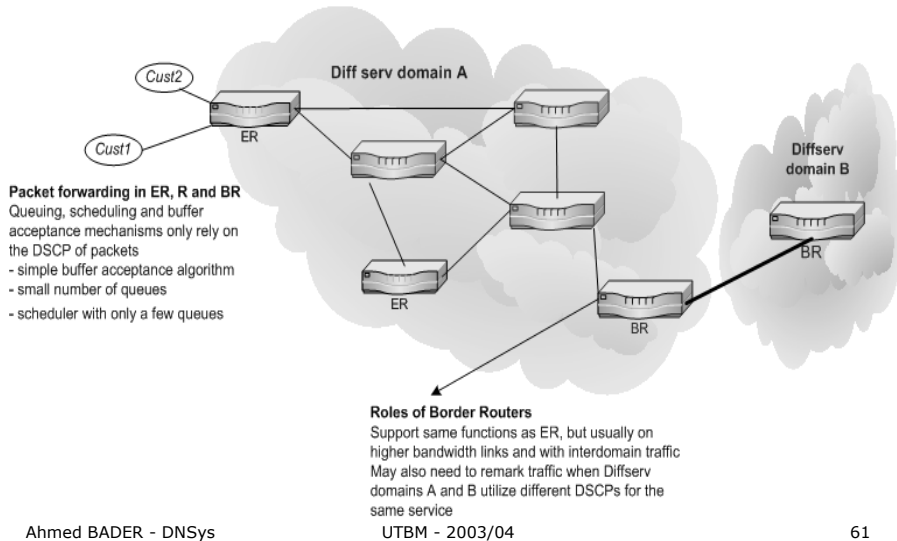 Diff serv domain A
Cust2
ER
Cust1
Diffserv
domain B
Packet forwarding in ER, R and BR
Queuing, scheduling and buffer
acceptance mechanisms only rely on
the DSCP of packets
- simple buffer acceptance algorithm
- small number of queues
- scheduler with only a few queues
BR
ER
BR
Roles of Border Routers
Support same functions as ER, but usually on
higher bandwidth links and with interdomain traffic
May also need to remark traffic when Diffserv
domains A and B utilize different DSCPs for the
same service
Ahmed BADER - DNSys UTBM - 2003/04 61